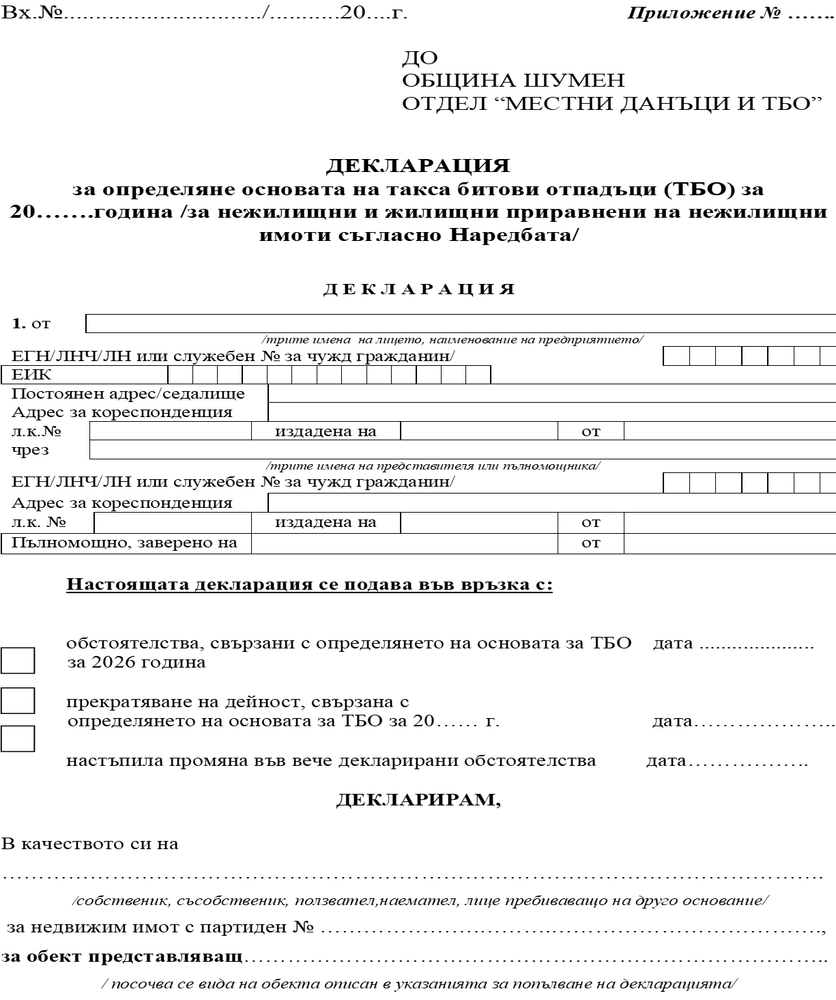 Вх.№.............................../...........20....г. Приложение № …….
ДО
ОБЩИНА ШУМЕН
ОТДЕЛ “МЕСТНИ ДАНЪЦИ И ТБО”
ДЕКЛАРАЦИЯ
за определяне основата на такса битови отпадъци (ТБО) за
20…….година /за нежилищни и жилищни приравнени на нежилищни
имоти съгласно Наредбата/
Д Е К Л А Р А Ц И Я
1. от
/трите имена на лицето, наименование на предприятието/
ЕГН/ЛНЧ/ЛН или служебен № за чужд гражданин/
ЕИК
Постоянен адрес/седалище
Адрес за кореспонденция
л.к.№ издадена на от
чрез
/трите имена на представителя или пълномощника/
ЕГН/ЛНЧ/ЛН или служебен № за чужд гражданин/
Адрес за кореспонденция
л.к. № издадена на от
Пълномощно, заверено на от
Настоящата декларация се подава във връзка с:
обстоятелства, свързани с определянето на основата за ТБО дата .....................
за 2026 година
прекратяване на дейност, свързана с
определянето на основата за ТБО за 20…… г. дата………………..
настъпила промяна във вече декларирани обстоятелства дата……………..
ДЕКЛАРИРАМ,
В качеството си на
……………………………………………………………………………………………………….
/собственик, съсобственик, ползвател,наемател, лице пребиваващо на друго основание/
за недвижим имот с партиден № …………………………………………………………….,
за обект представляващ………………………………………………………………………..
/ посочва се вида на обекта описан в указанията за попълване на декларацията/